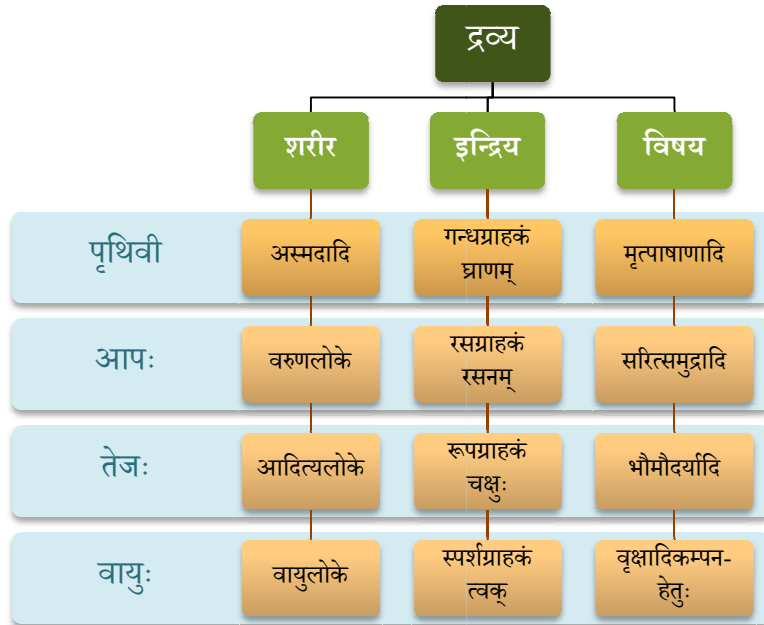 द्रव्य
शरीर
इन्द्रिय
विषय
पृथिवी
अस्मदादि
गन्धग्राहकं
घ्राणम्
मृत्पाषाणादि
आपः
वरुणलोके
रसग्राहकं
रसनम्
सरित्समुद्रादि
तेजः
आदित्यलोके
रूपग्राहकं
चक्षुः
भौमौदर्यादि
वायुः
वायुलोके
स्पर्शग्राहकं
त्वक्
वृक्षादिकम्पन-
हेतुः